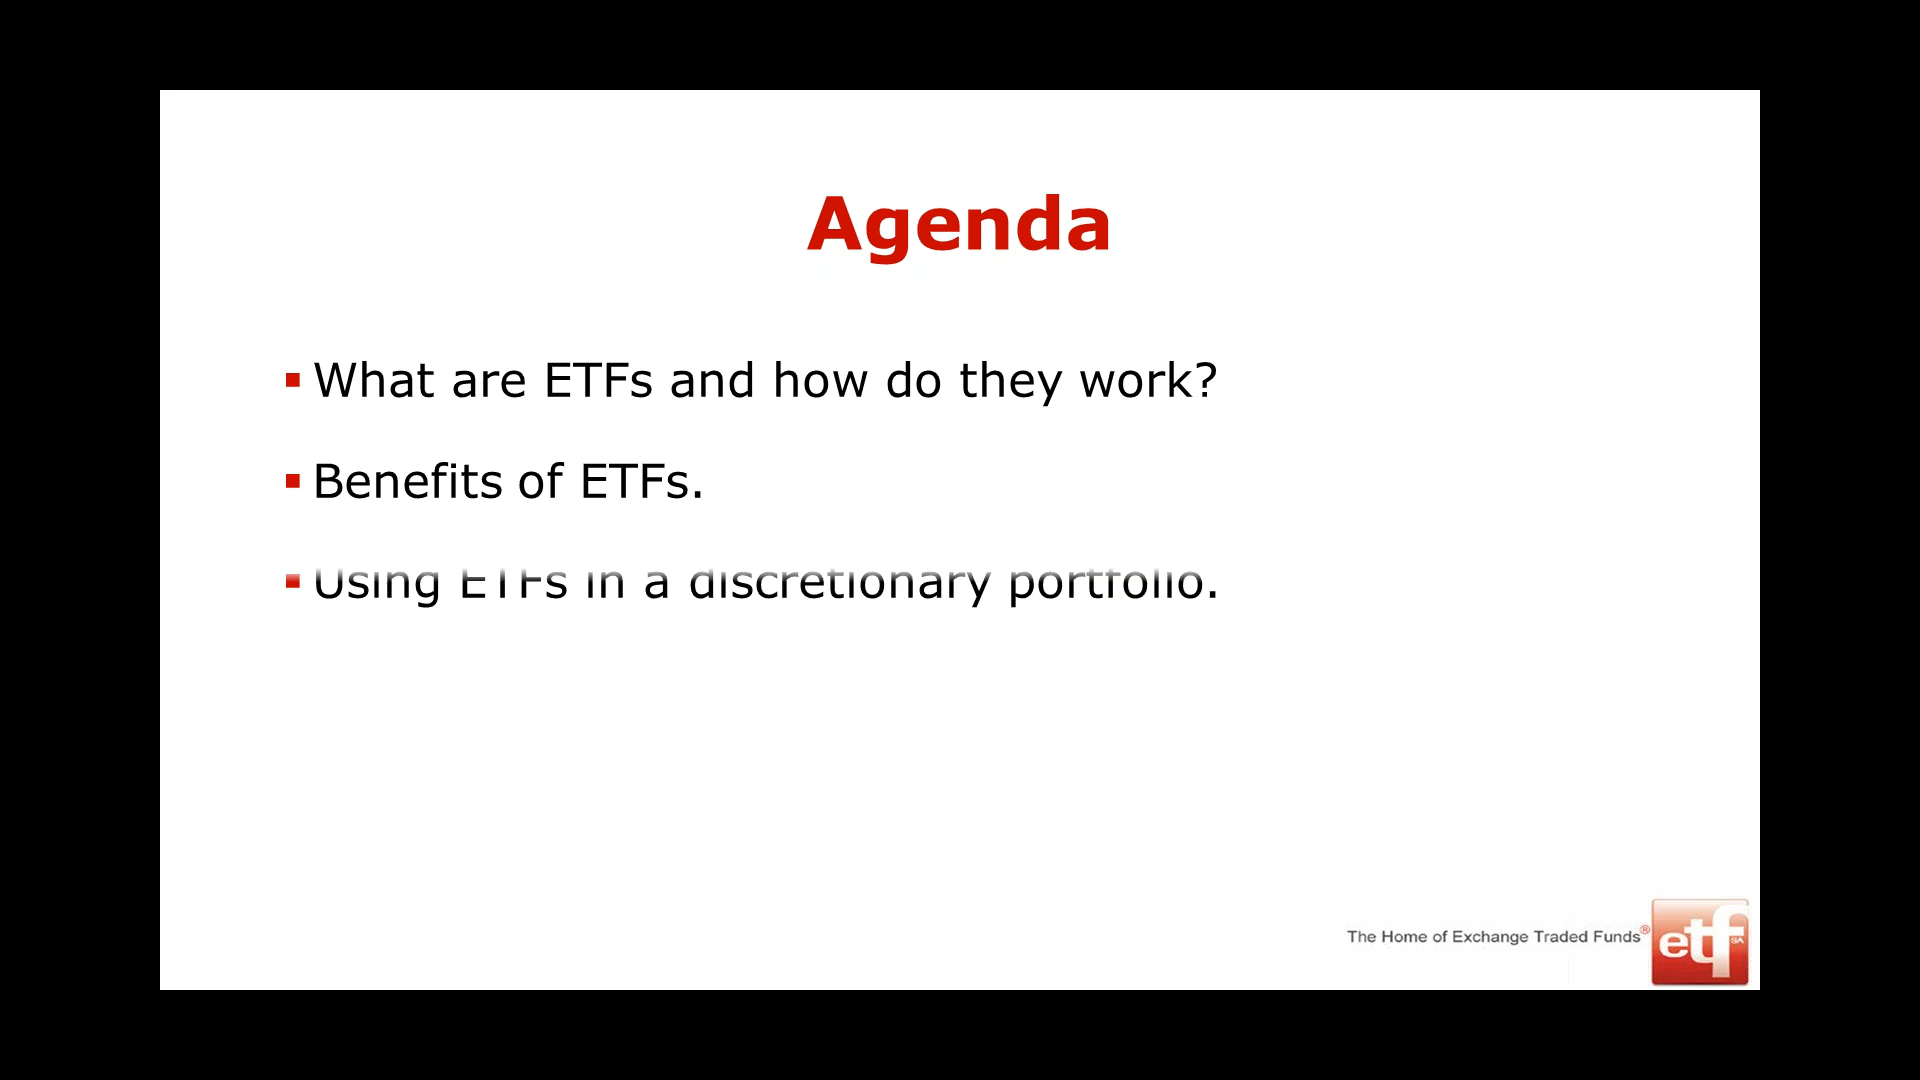 Agenda
▪ What are ETFs and how do they work?
▪ Benefits of ETFs.
▪ Using ETFs in a discretionary portfolio.
The Home of Exchange Traded Funds®
etf
SA